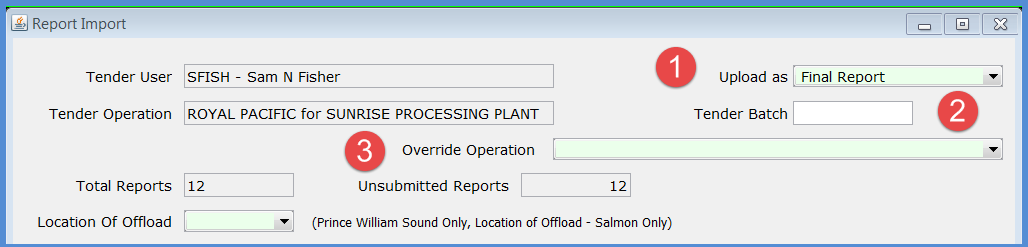 Report Import
Tender User SFISH - Sam N Fisher 1 Upload as Final Report
Tender Operation ROYAL PACIFIC for SUNRISE PROCESSING PLANT Tender Batch 2
3 Override Operation
Total Reports 12 Unsubmitted Reports 12
Location Of Offload (Prince William Sound Only, Location of Offload - Salmon Only)